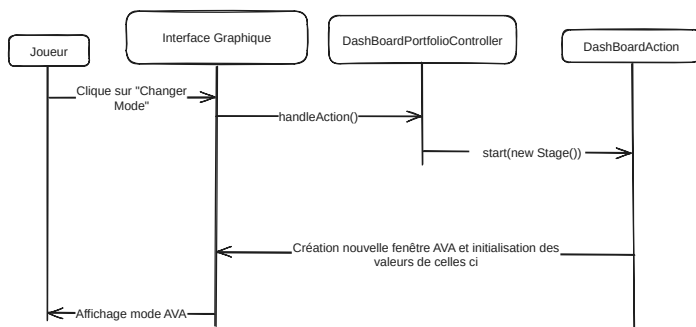 Joueur
Interface Graphique
DashBoardPortfolioController
DashBoardAction
Clique sur "Changer
Mode"
handleAction()
start(new Stage())
Création nouvelle fenêtre AVA et initialisation des
valeurs de celles ci
Affichage mode AVA